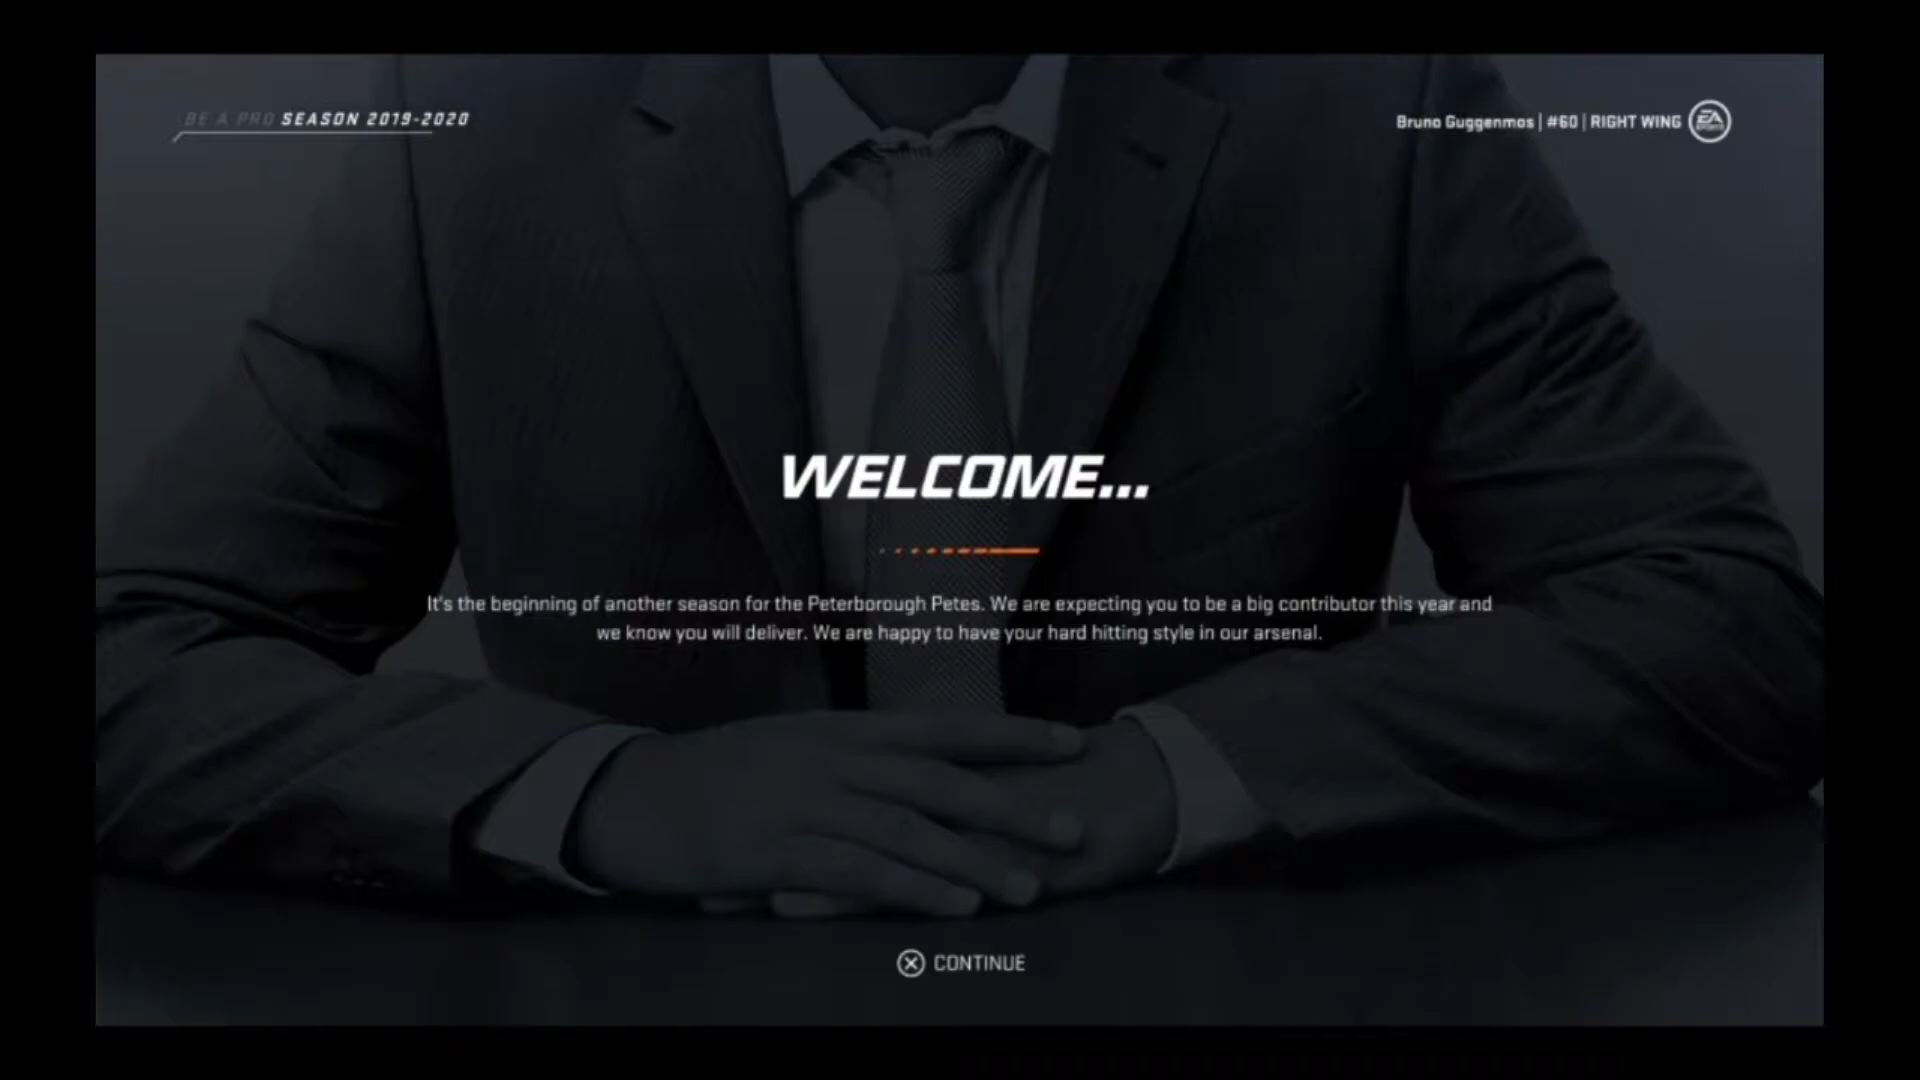 BE A PRO SEASON 2019-2020
Bruno Guggenmos | #60 | RIGHT WING EA SPORTS
WELCOME...
It's the beginning of another season for the Peterborough Petes. We are expecting you to be a big contributor this year and
we know you will deliver. We are happy to have your hard hitting style in our arsenal.
CONTINUE